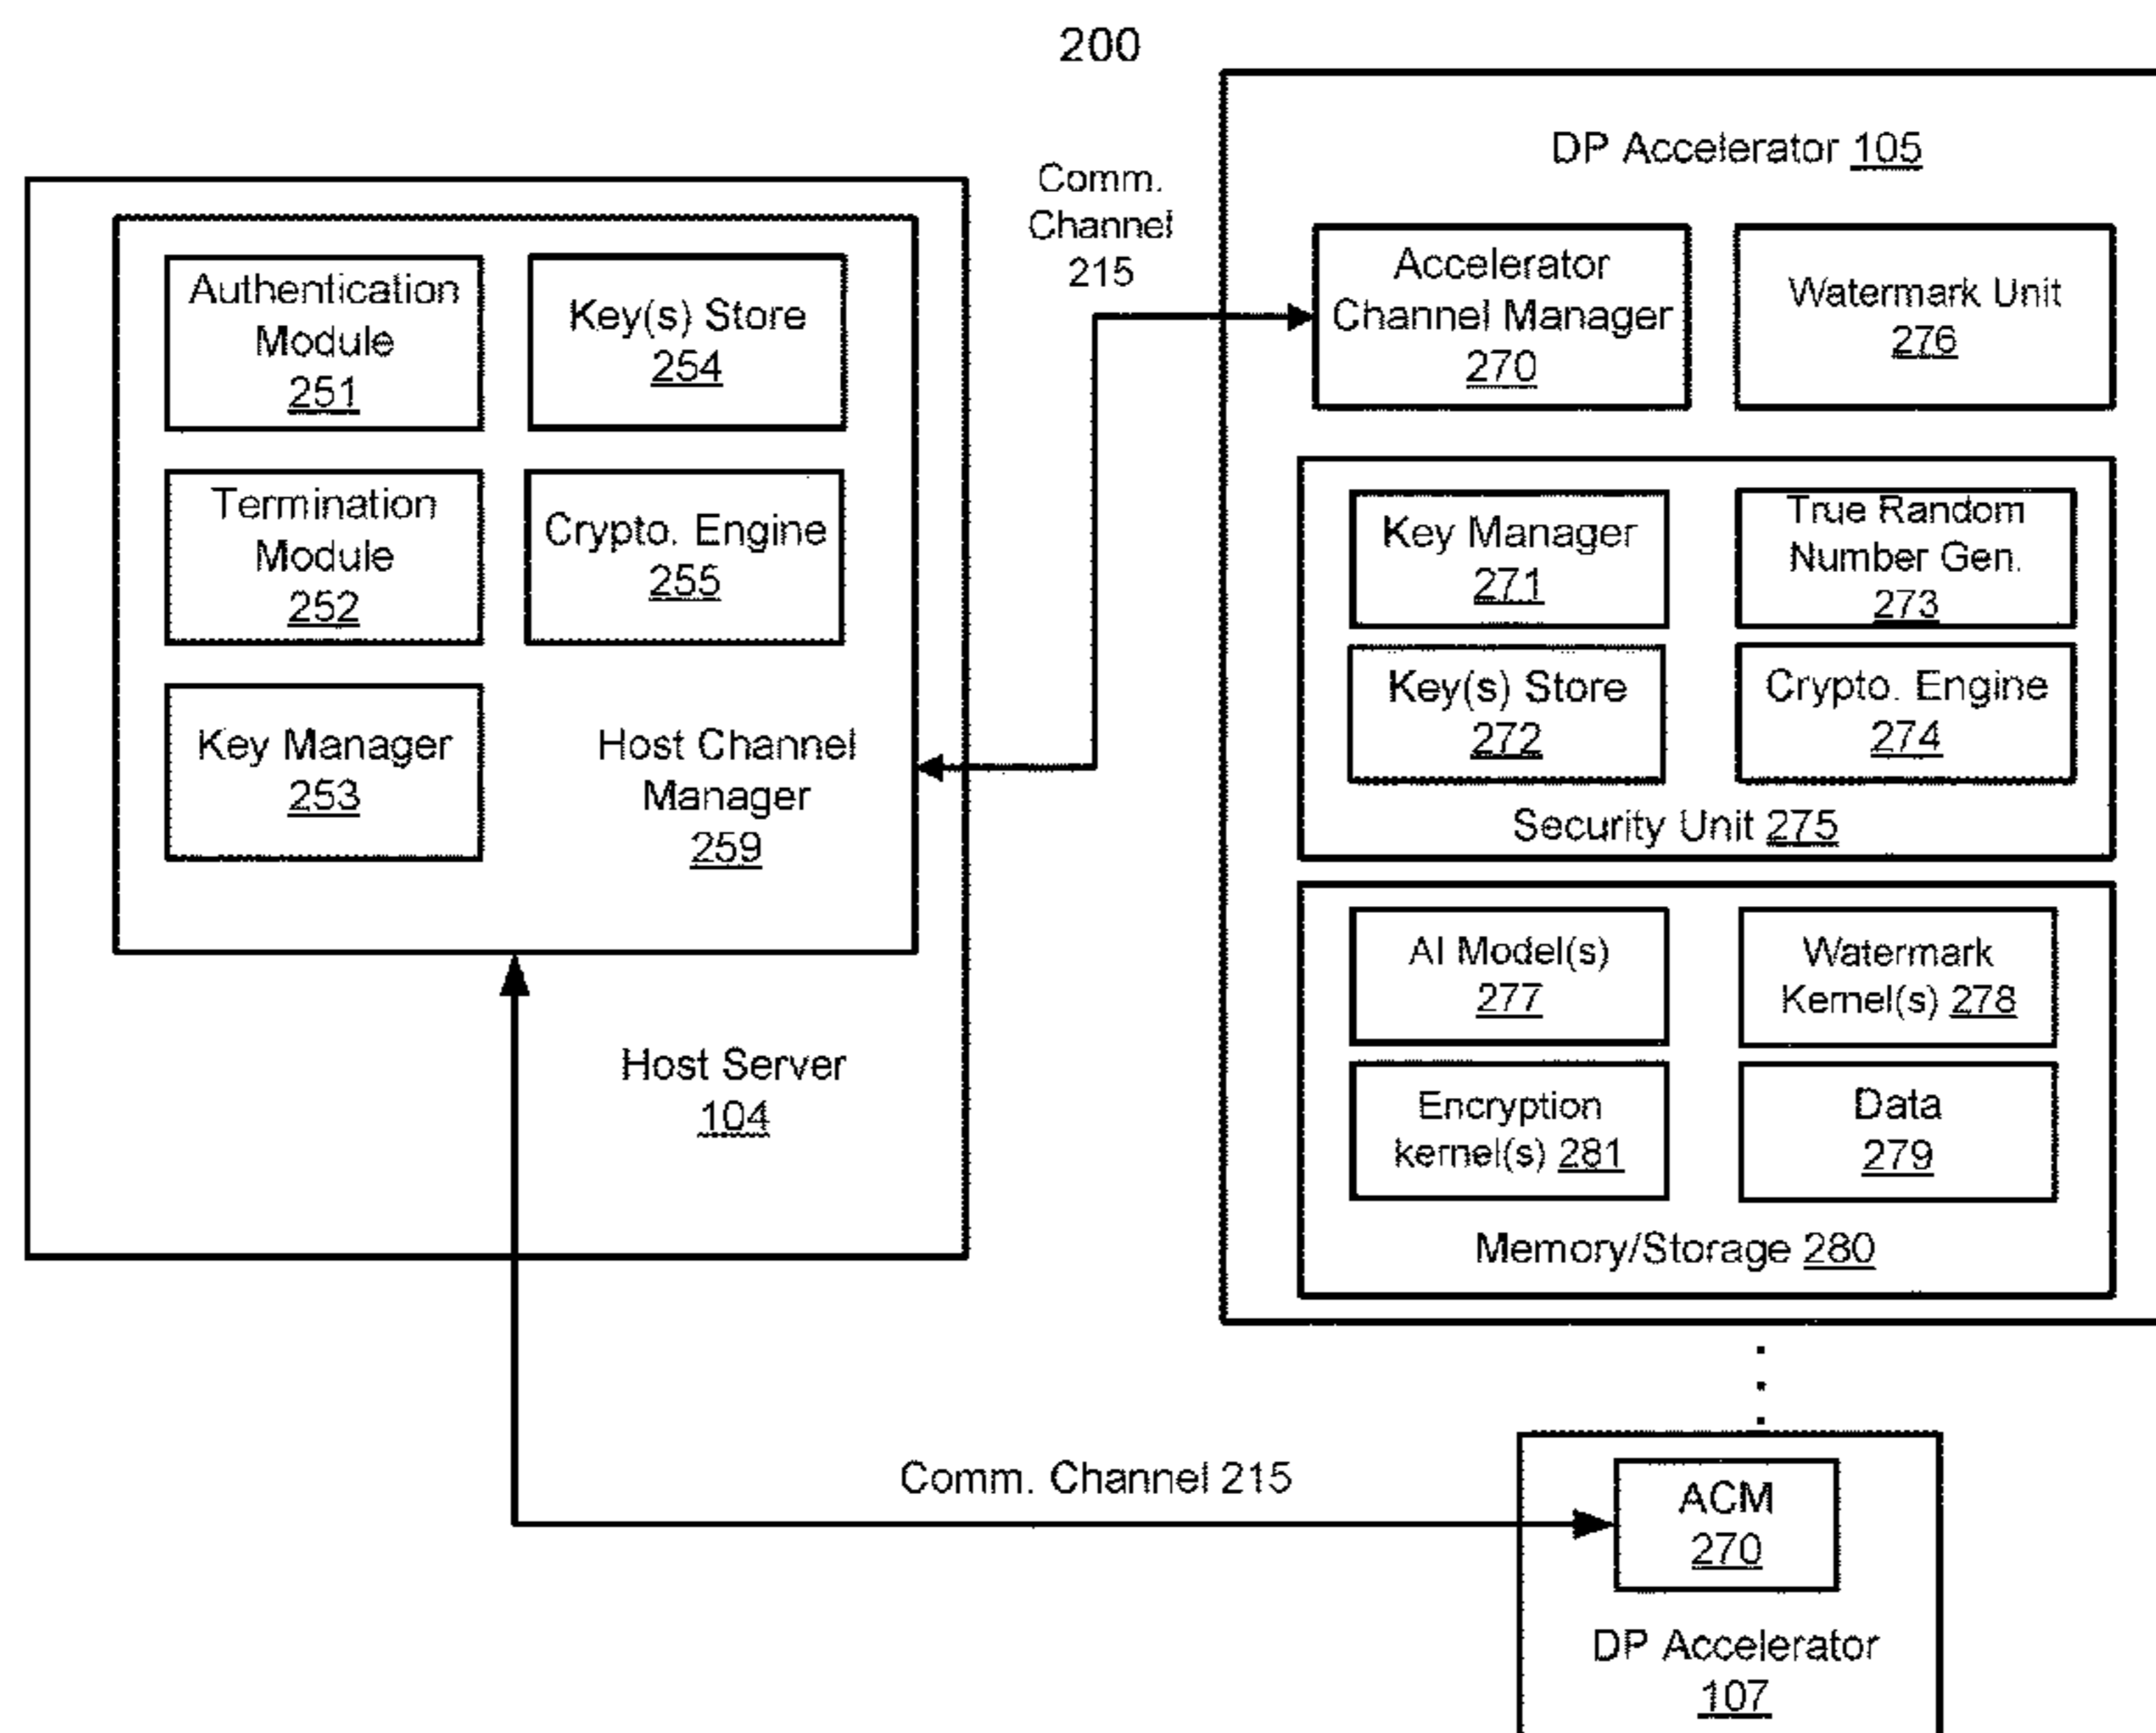 200
Authentication
Module
251
Key(s) Store
254
Termination
Module
252
Crypto. Engine
255
Key Manager
253
Host Channel
Manager
259
Host Server
104
Comm.
Channel
215
DP Accelerator 105
Accelerator
Channel Manager
270
Watermark Unit
276
Key Manager
271
True Random
Number Gen.
273
Key(s) Store
272
Crypto. Engine
274
Security Unit 275
AI Model(s)
277
Watermark
Kernel(s) 278
Encryption
kernel(s) 281
Data
279
Memory/Storage 280
Comm. Channel 215
ACM
270
DP Accelerator
107